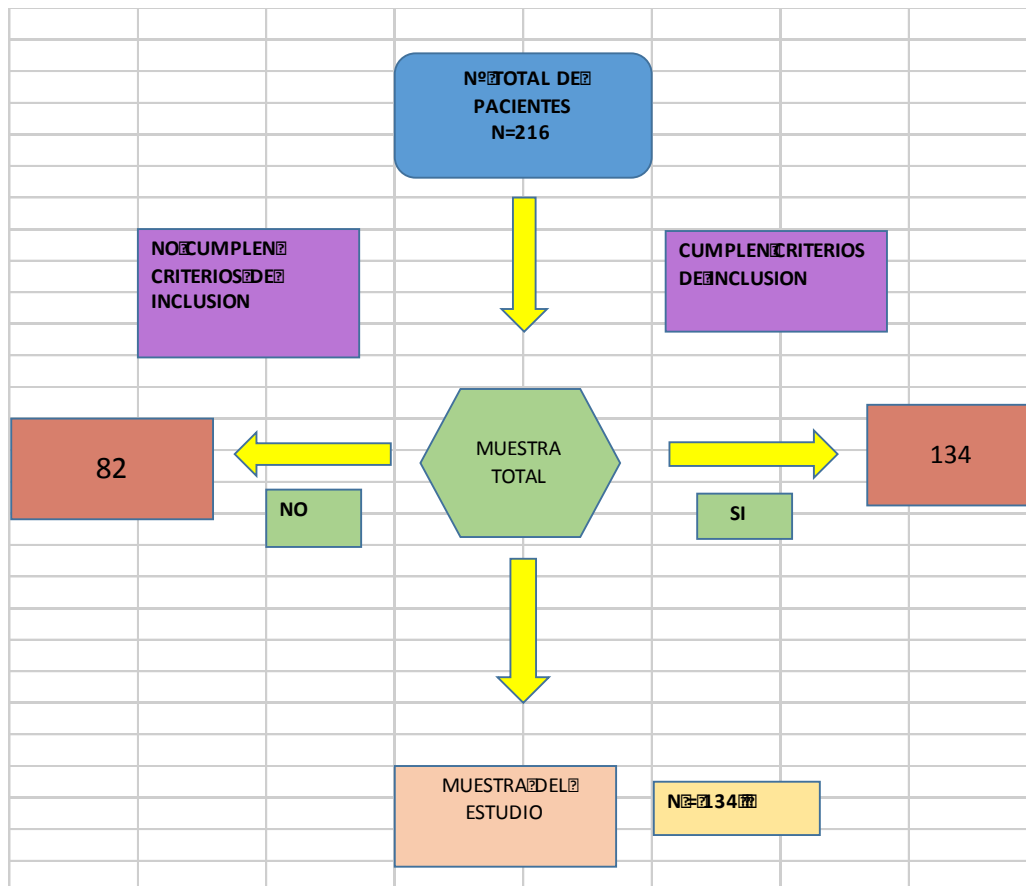 Nº TOTAL DE
PACIENTES
N=216
NO CUMPLEN
CRITERIOS DE
INCLUSION
CUMPLEN CRITERIOS
DE INCLUSION
82
MUESTRA
TOTAL
134
NO
SI
MUESTRA DEL
ESTUDIO
N = 134